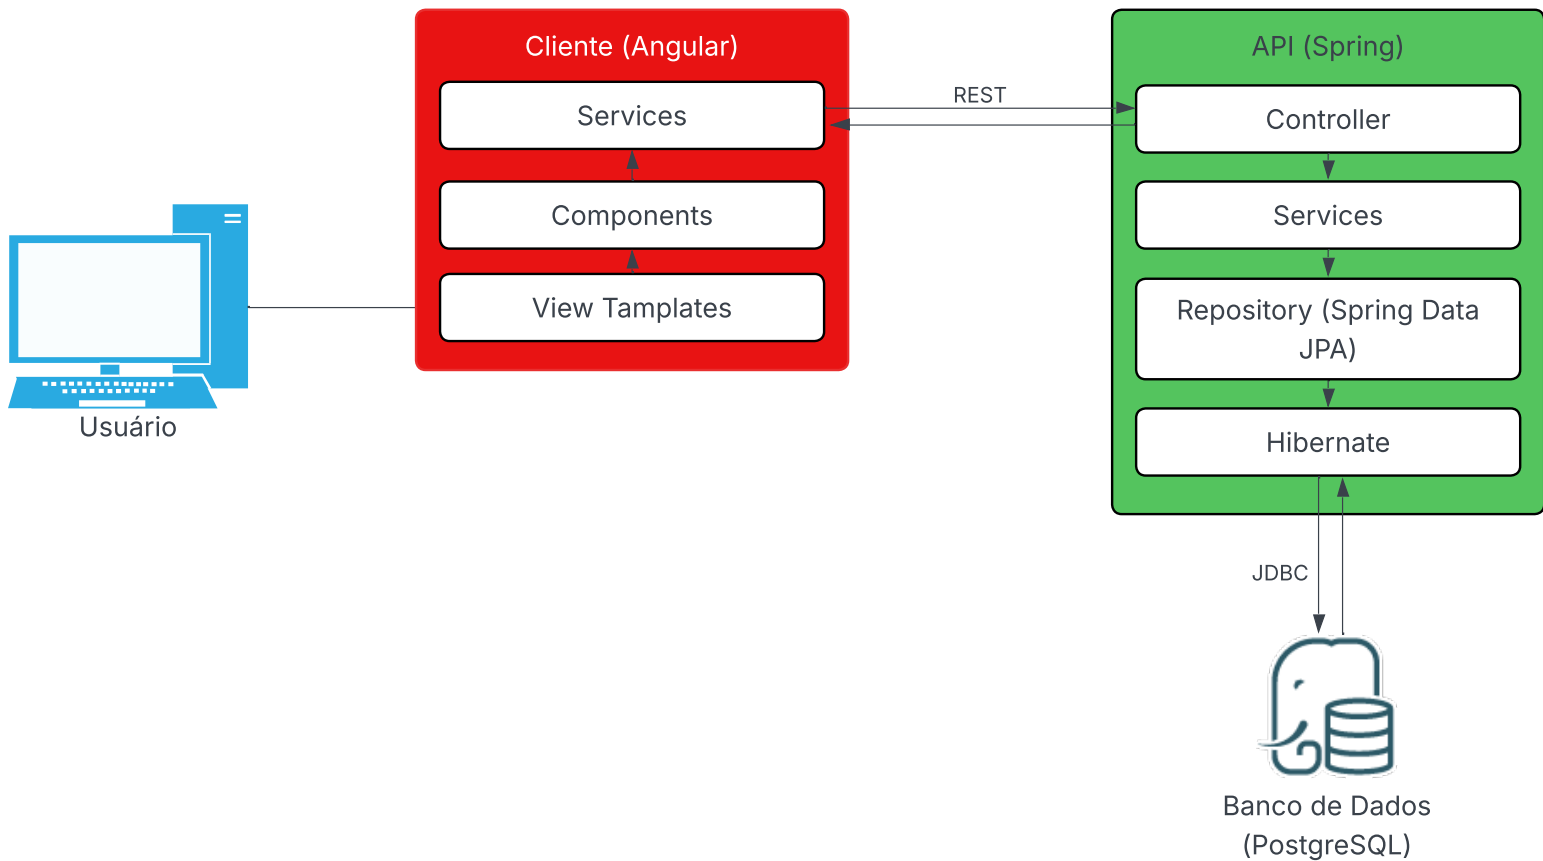 Cliente (Angular)
Services
Components
View Tamplates
Usuário
REST
API (Spring)
Controller
Services
Repository (Spring Data
JPA)
Hibernate
JDBC
Banco de Dados
(PostgreSQL)